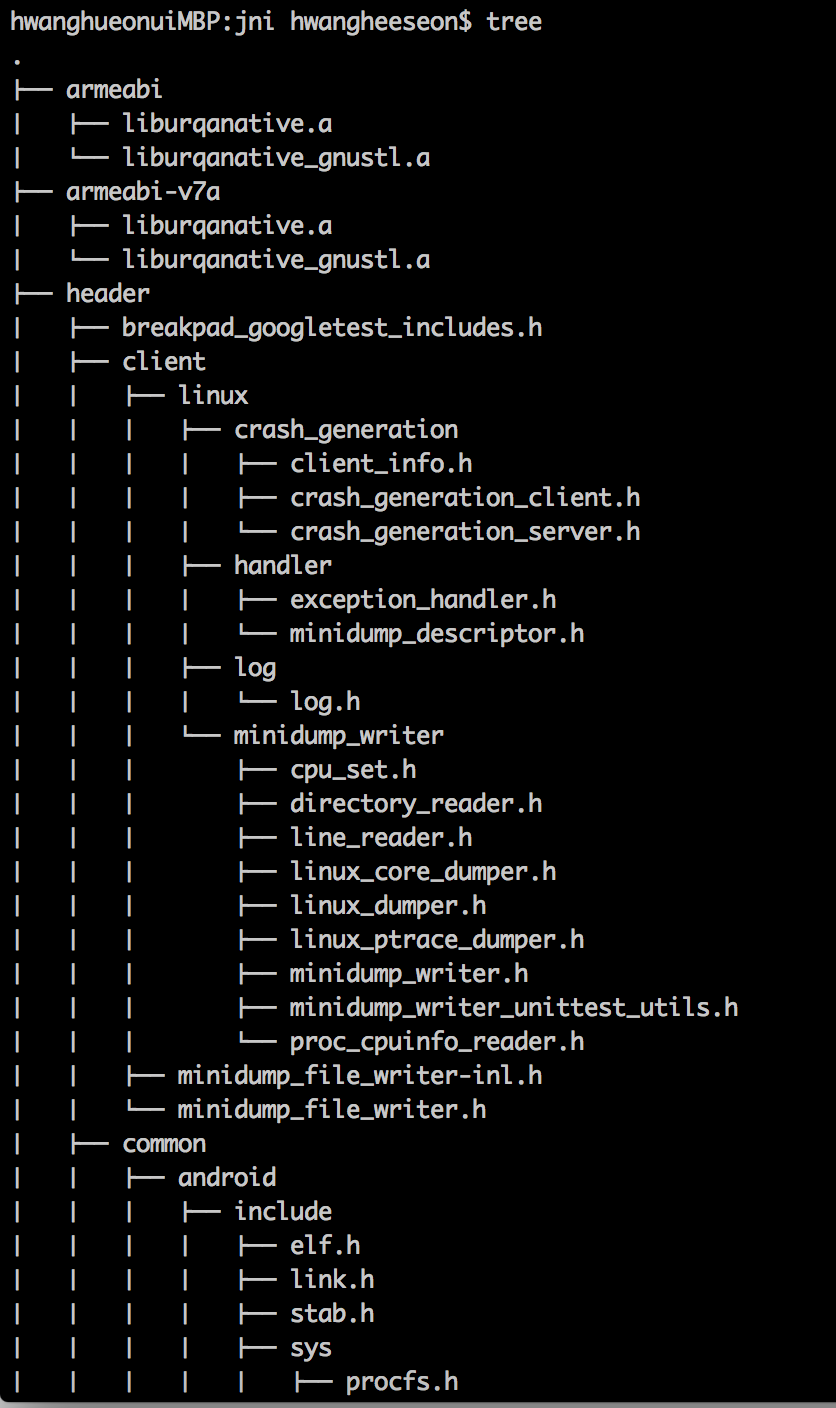 hwanghueonuiMBP:jni hwangheeseon$ tree
.
├── armeabi
|   ├── liburqanative.a
|   └── liburqanative_gnustl.a
├── armeabi-v7a
|   ├── liburqanative.a
|   └── liburqanative_gnustl.a
├── header
|   ├── breakpad_googletest_includes.h
|   ├── client
|   |   ├── linux
|   |   |   ├── crash_generation
|   |   |   |   ├── client_info.h
|   |   |   |   ├── crash_generation_client.h
|   |   |   |   └── crash_generation_server.h
|   |   |   ├── handler
|   |   |   |   ├── exception_handler.h
|   |   |   |   └── minidump_descriptor.h
|   |   |   ├── log
|   |   |   |   └── log.h
|   |   |   └── minidump_writer
|   |   |       ├── cpu_set.h
|   |   |       ├── directory_reader.h
|   |   |       ├── line_reader.h
|   |   |       ├── linux_core_dumper.h
|   |   |       ├── linux_dumper.h
|   |   |       ├── linux_ptrace_dumper.h
|   |   |       ├── minidump_writer.h
|   |   |       ├── minidump_writer_unittest_utils.h
|   |   |       └── proc_cpuinfo_reader.h
|   |   ├── minidump_file_writer-inl.h
|   |   └── minidump_file_writer.h
|   ├── common
|   |   ├── android
|   |   |   ├── include
|   |   |   |   ├── elf.h
|   |   |   |   ├── link.h
|   |   |   |   ├── stab.h
|   |   |   |   ├── sys
|   |   |   |   |   ├── procfs.h